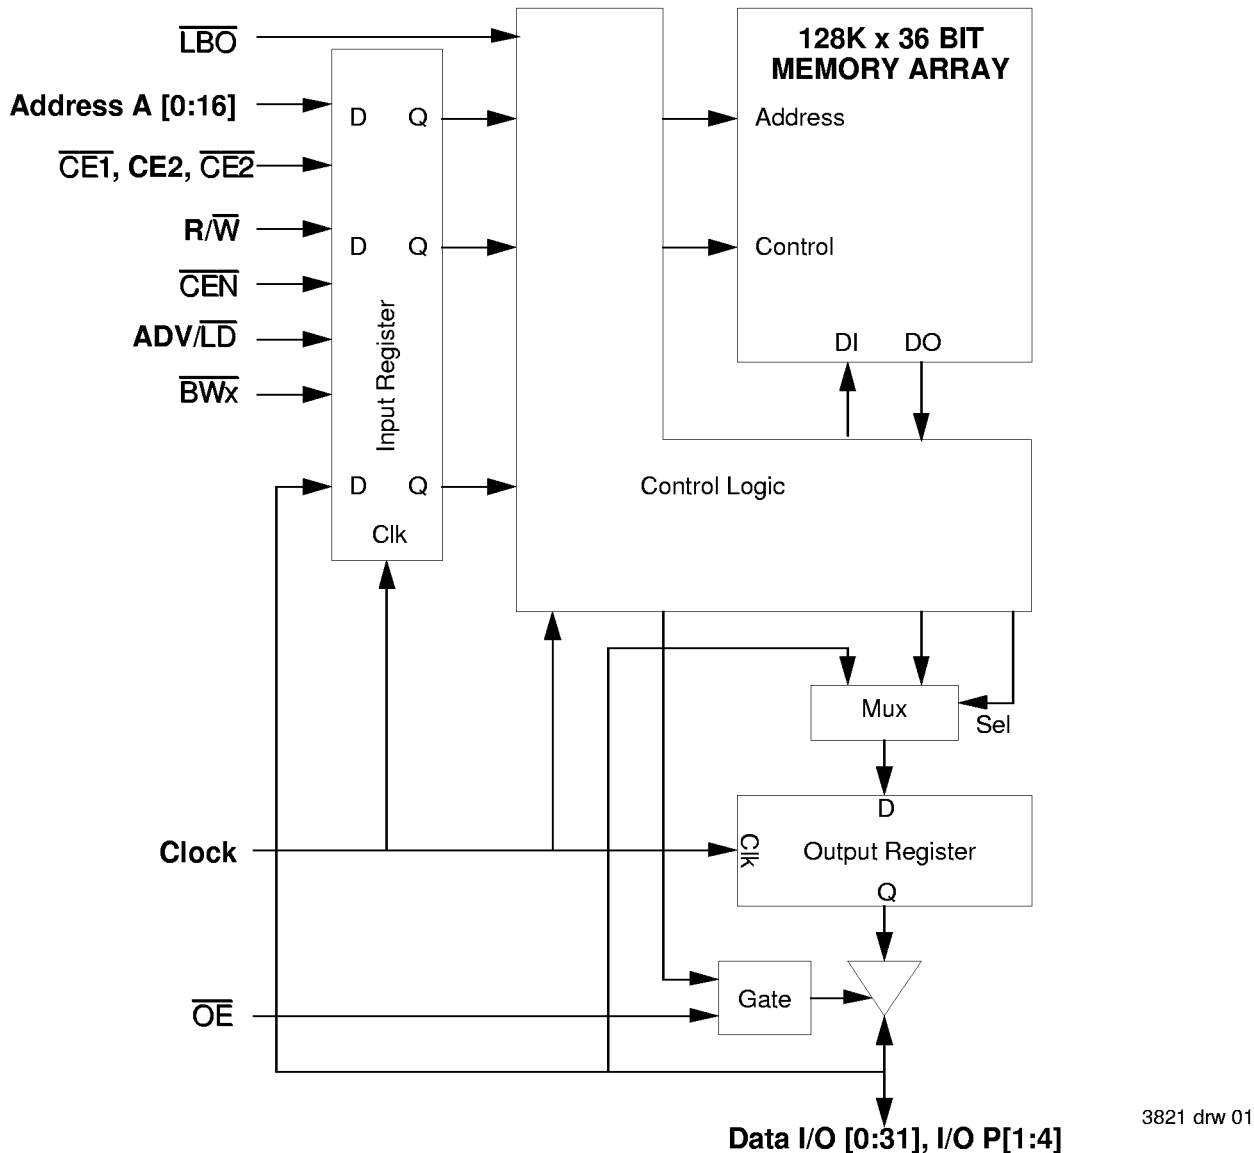 LBO
128K x 36 BIT
MEMORY ARRAY
Address A [0:16]
D Q
Address
CE1, CE2, CE2
R/W
D Q
Control
CEN
Input Register
ADV/LD
DI DO
BWx
D Q
Control Logic
Clk
Mux
Sel
D
Clock
Clk
Output Register
Q
Gate
OE
3821 drw 01
Data I/O [0:31], I/O P[1:4]